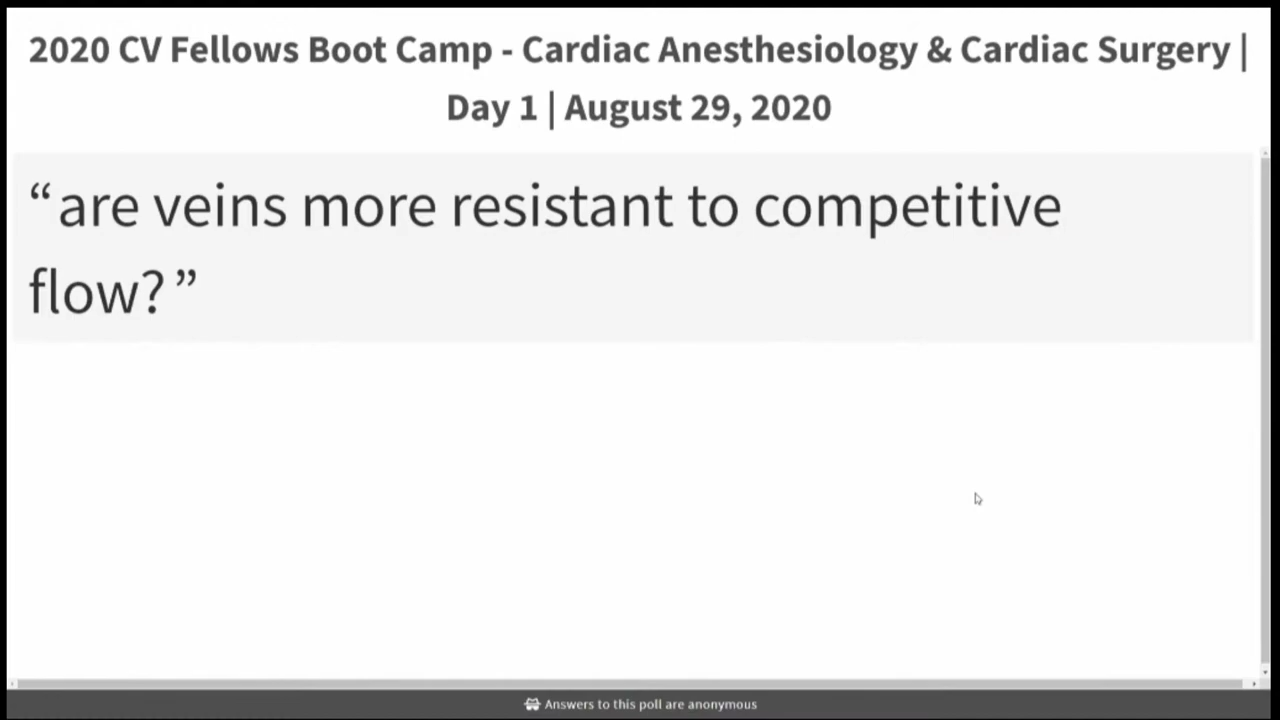 2020 CV Fellows Boot Camp - Cardiac Anesthesiology & Cardiac Surgery |
Day 1 | August 29, 2020
“are veins more resistant to competitive
flow?”
Answers to this poll are anonymous